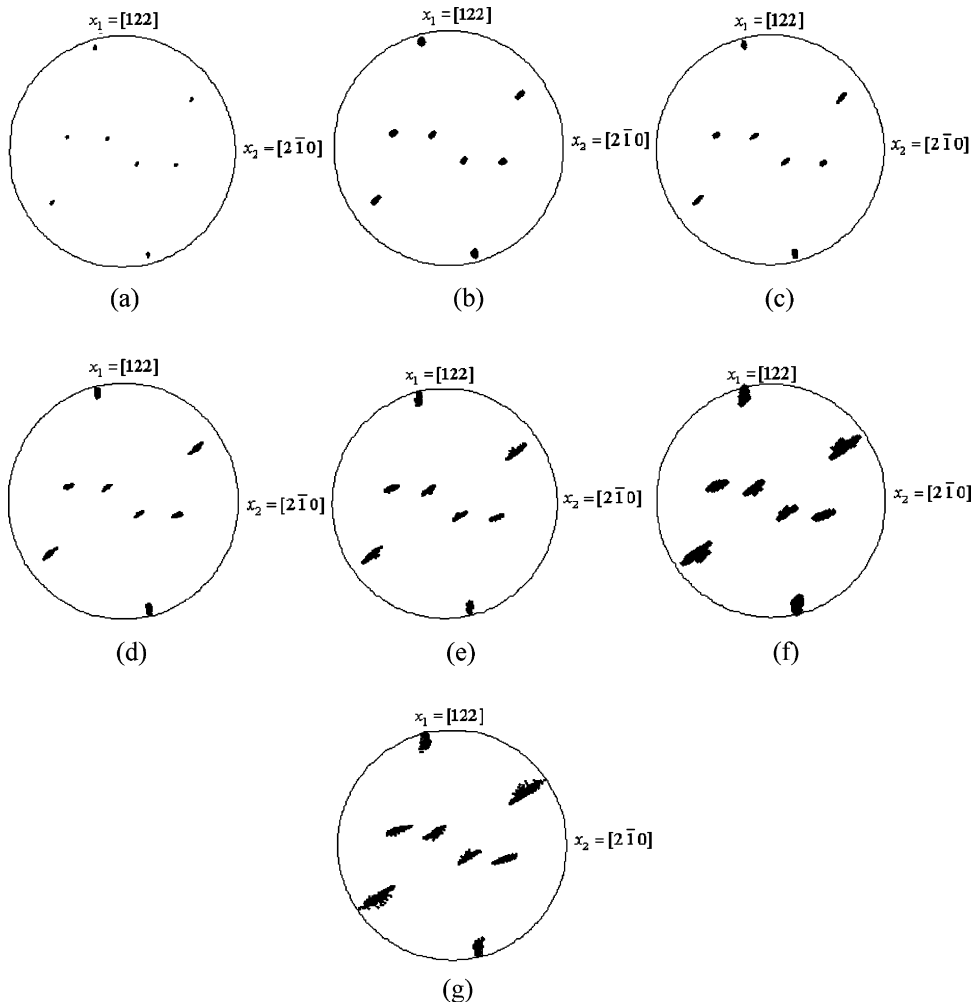 x₁ = [122]
x₂ = [2 1̄ 0]
(a)
x₁ = [122]
x₂ = [2 1̄ 0]
(b)
x₁ = [122]
x₂ = [2 1̄ 0]
(c)
x₁ = [122]
x₂ = [2 1̄ 0]
(d)
x₁ = [122]
x₂ = [2 1̄ 0]
(e)
x₁ = [122]
x₂ = [2 1̄ 0]
(f)
x₁ = [122]
x₂ = [2 1̄ 0]
(g)